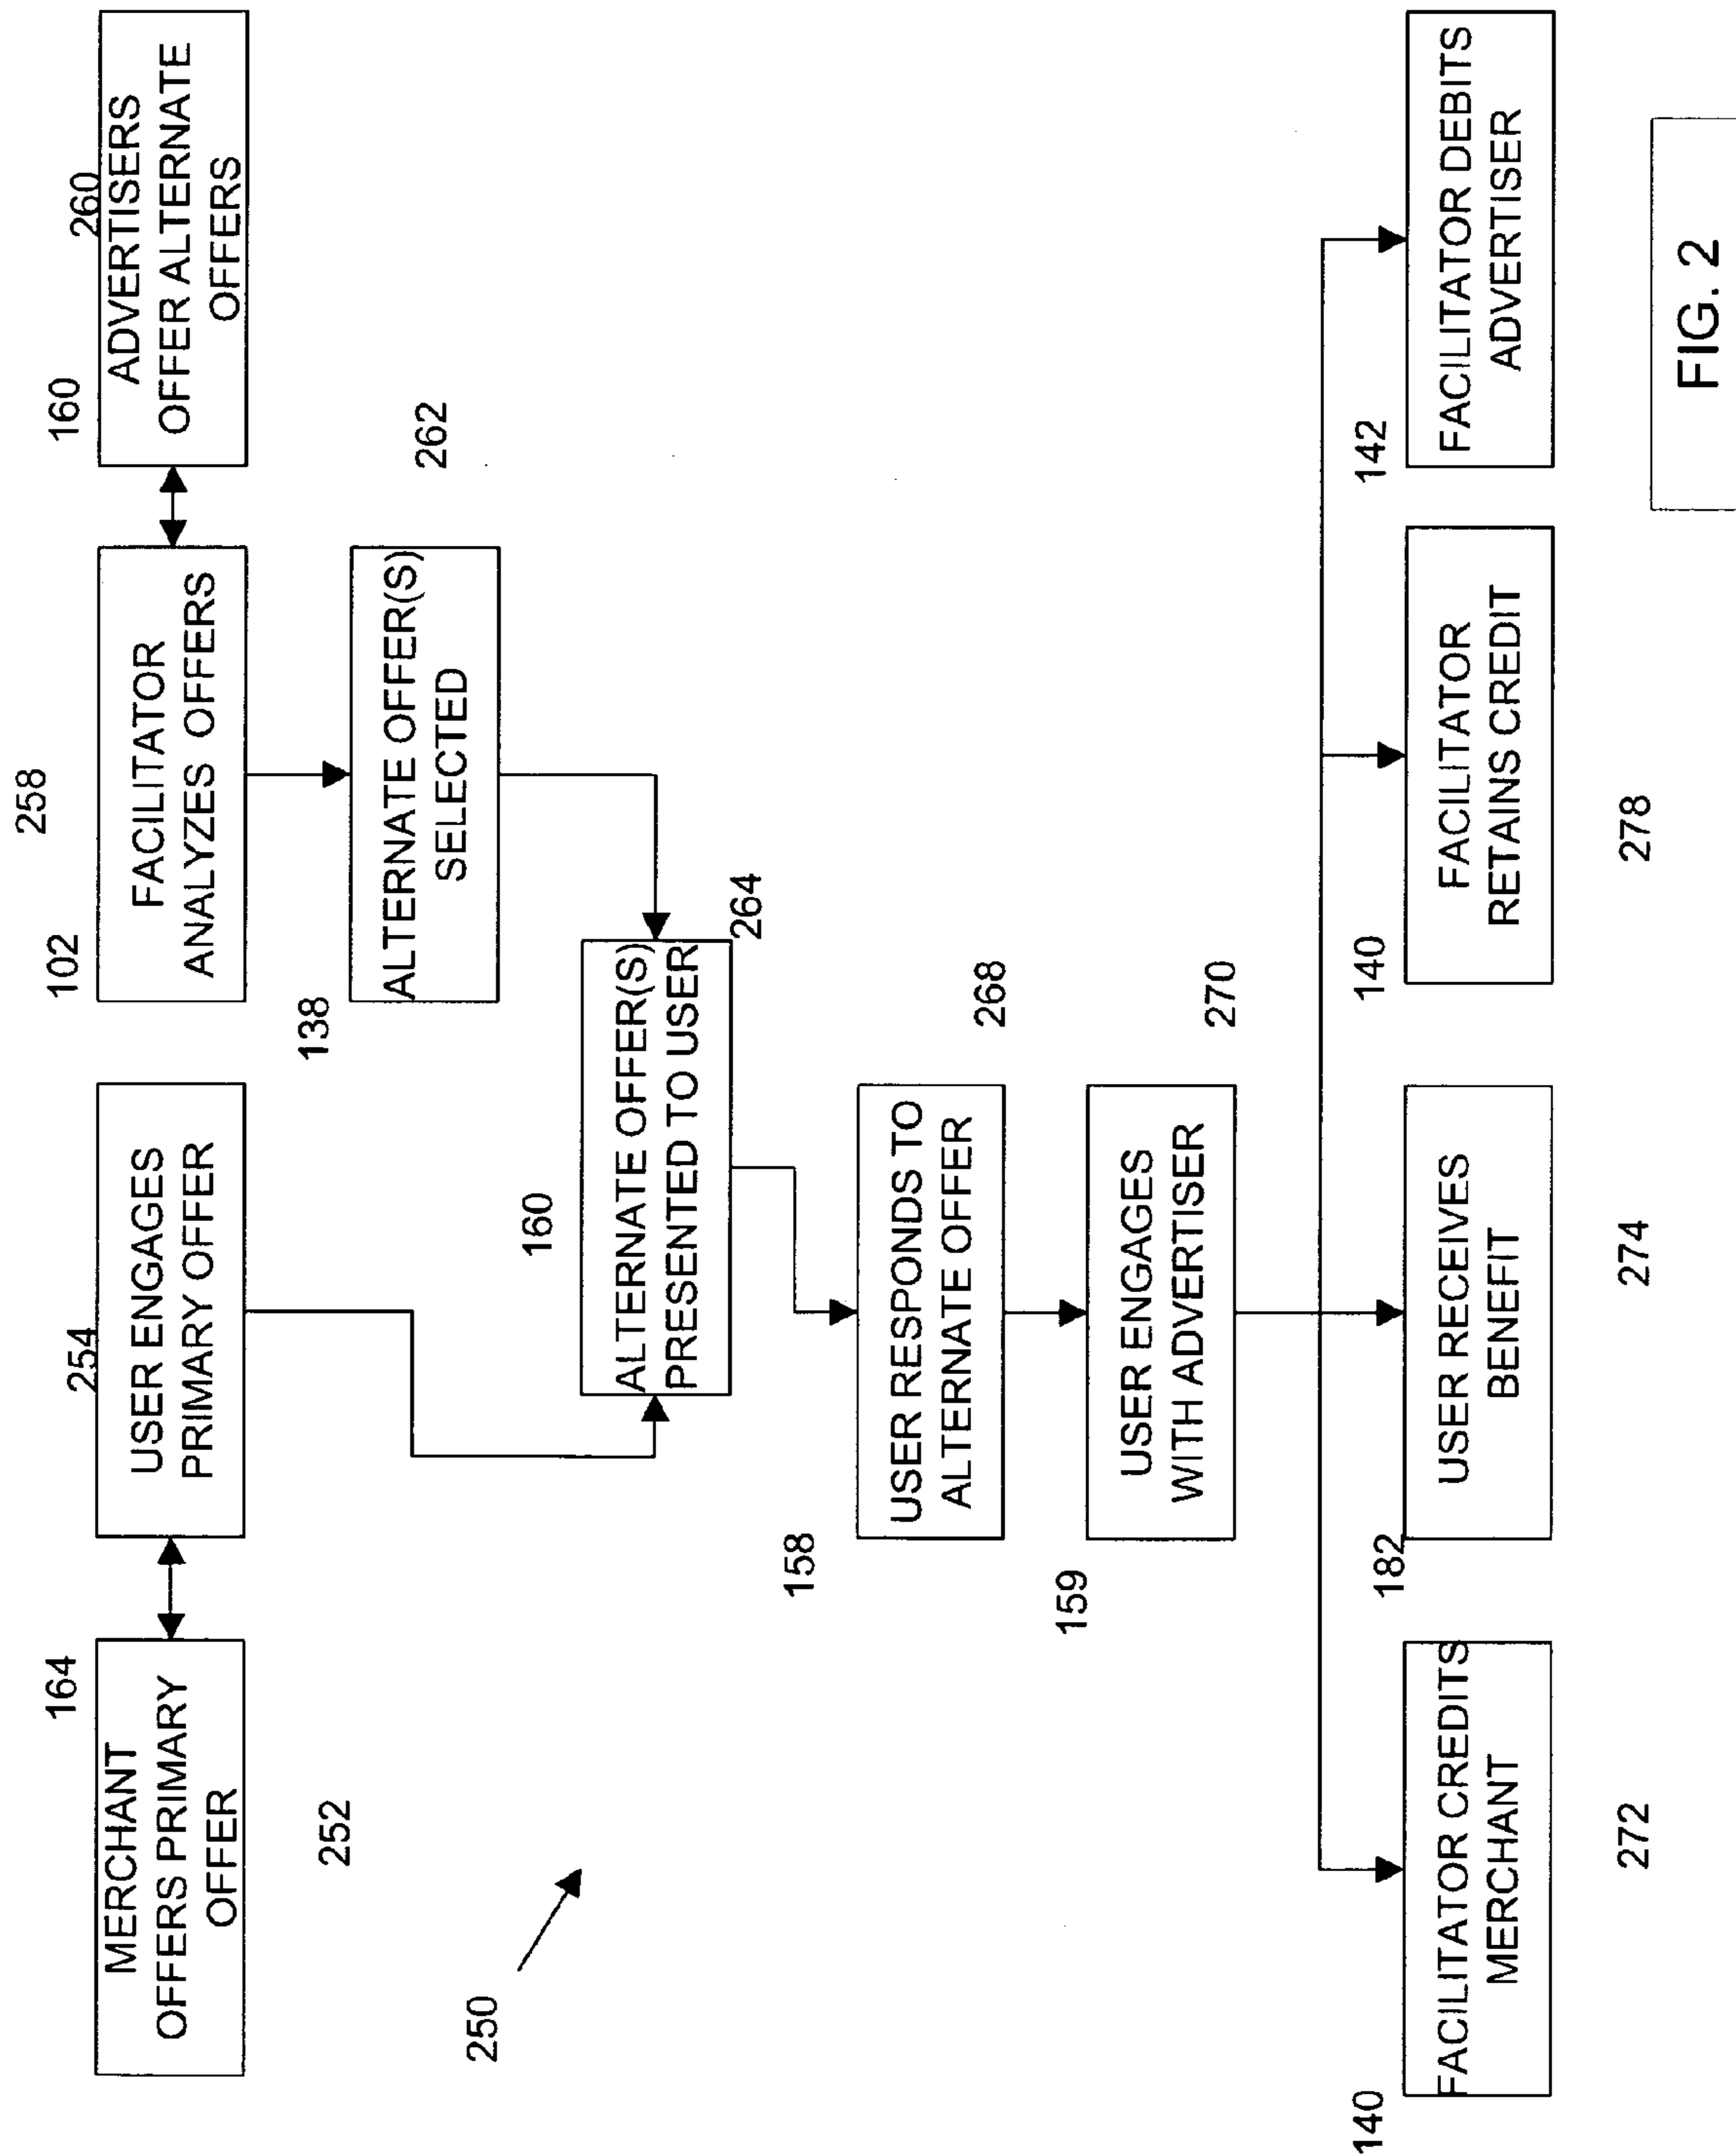 164
MERCHANT
OFFERS PRIMARY
OFFER
252
254
USER ENGAGES
PRIMARY OFFER
102
258
FACILITATOR
ANALYZES OFFERS
160
260
ADVERTISERS
OFFER ALTERNATE
OFFERS
138
ALTERNATE OFFER(S)
SELECTED
262
250
160
ALTERNATE OFFER(S)
PRESENTED TO USER
264
158
USER RESPONDS TO
ALTERNATE OFFER
268
159
USER ENGAGES
WITH ADVERTISER
270
140
FACILITATOR CREDITS
MERCHANT
272
182
USER RECEIVES
BENEFIT
274
140
FACILITATOR
RETAINS CREDIT
278
142
FACILITATOR DEBITS
ADVERTISER
FIG. 2